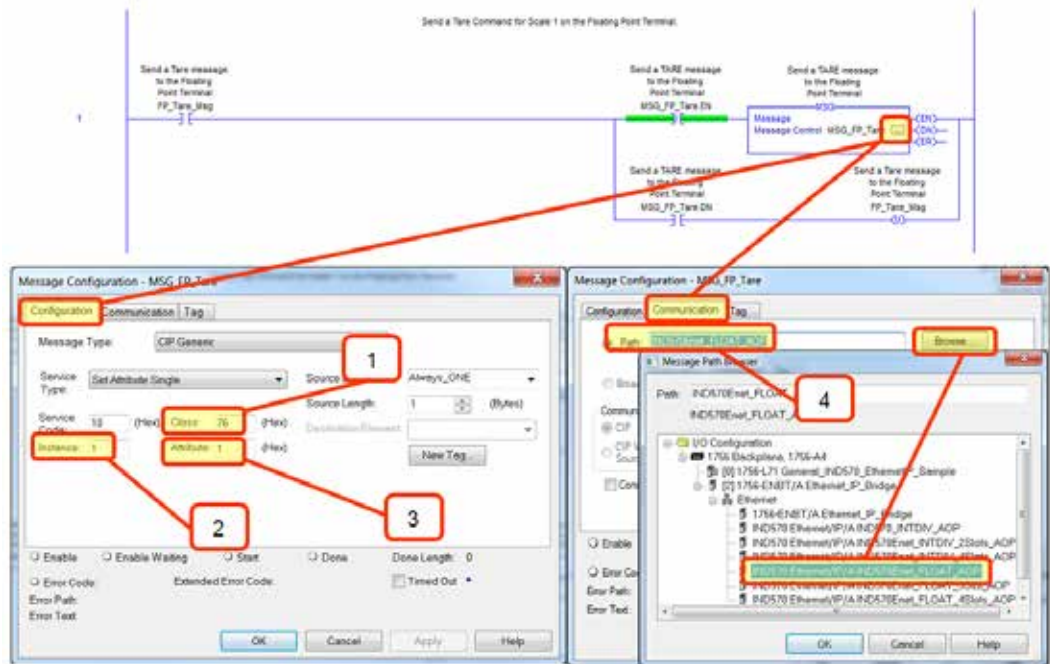 Send a Tare Command for Scale 1 on the Floating Point Terminal.
Send a Tare message
to the Floating
Point Terminal
FP_Tare_Msg
Send a TARE message
to the Floating
Point Terminal
MSG_FP_Tare.EN
Send a TARE message
to the Floating
Point Terminal
MSG
Message
Message Control MSG_FP_Tare ...
(EN)
(DN)
(ER)
1
Send a TARE message
to the Floating
Point Terminal
MSG_FP_Tare.DN
Send a Tare message
to the Floating
Point Terminal
FP_Tare_Msg
Message Configuration - MSG_FP_Tare
Configuration Communication Tag
Message Type: CIP Generic
1
Service Type: Set Attribute Single
Source
Always_ONE
Source Length: 1 (Bytes)
Service Code: 10 (Hex) Class: 76 (Hex)
Destination Element:
Instance: 1 Attribute: 1 (Hex)
New Tag...
2
3
Enable Enable Waiting Start Done Done Length: 0
Error Code: Extended Error Code: Timed Out
Error Path:
Error Text:
OK Cancel Apply Help
Message Configuration - MSG_FP_Tare
Configuration Communication Tag
Path: IND570Enet_FLOAT_AOP Browse...
Message Path Browser
4
Path: IND570Enet_FLOAT
IND570Enet_FLOAT
CIP
I/O Configuration
1756 Backplane, 1756-A4
[0] 1756-L71 General_IND570_EthernetIP_Sample
[2] 1756-ENBT/A Ethernet_IP_Bridge
Ethernet
1756-ENBT/A Ethernet_IP_Bridge
IND570 Ethernet/IP/A IND570_INTDIV_AOP
IND570 Ethernet/IP/A IND570Enet_INTDIV_2Slots_AOP
IND570 Ethernet/IP/A IND570Enet_FLOAT_AOP
IND570 Ethernet/IP/A IND570Enet_FLOAT_4Slots_AOP
Enable
Error Path:
Error Text:
OK Cancel Help